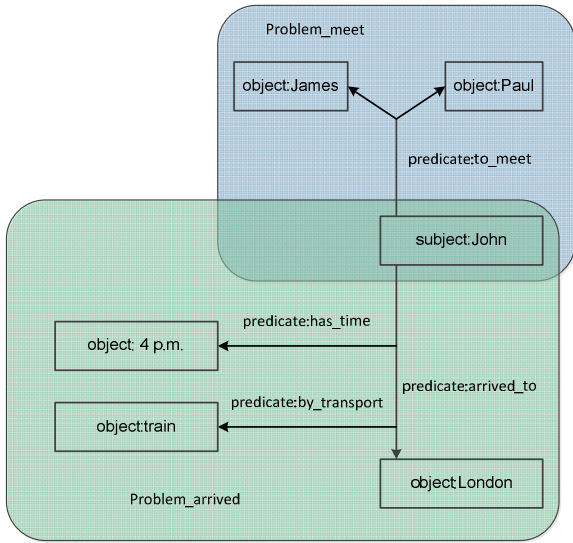 Problem_meet
object:James
object:Paul
predicate:to_meet
subject:John
predicate:has_time
object: 4 p.m.
predicate:arrived_to
predicate:by_transport
object:train
object:London
Problem_arrived